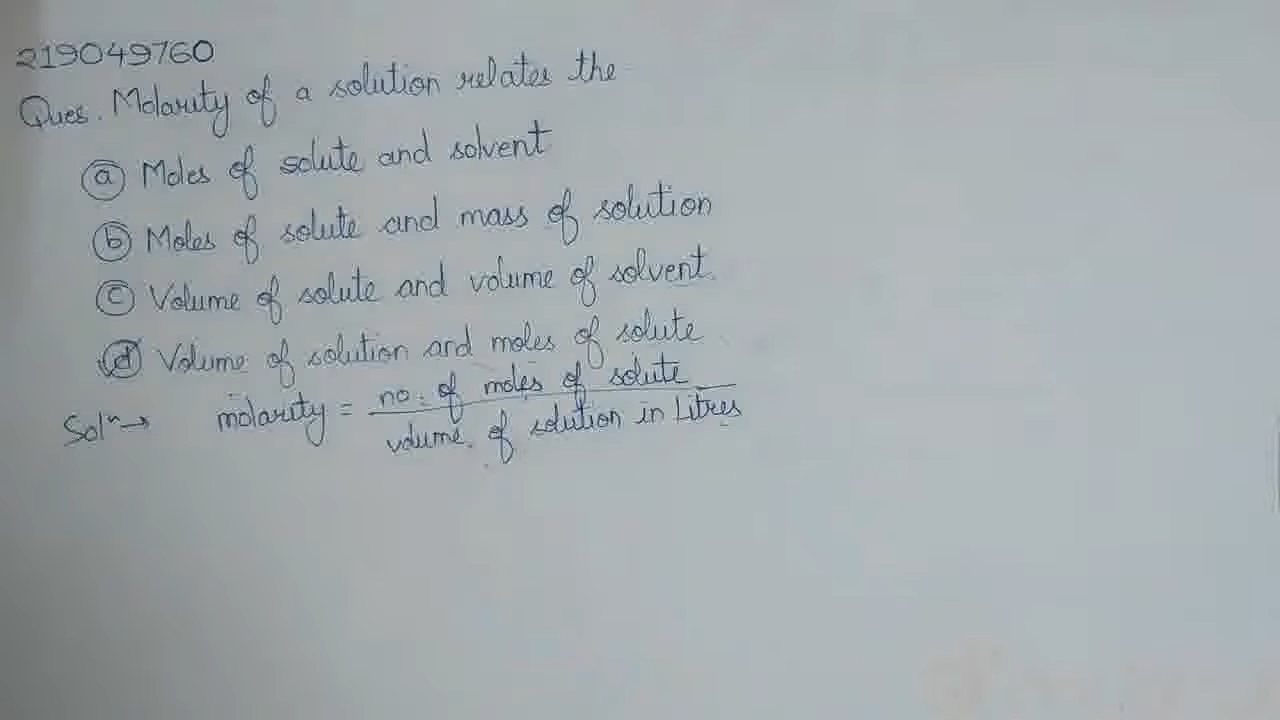 219049760
Ques. Molarity of a solution relates the
(a) Moles of solute and solvent
(b) Moles of solute and mass of solution
(c) Volume of solute and volume of solvent
(d) Volume of solution and moles of solute
Solⁿ→ molarity = no. of moles of solute
volume of solution in Litres